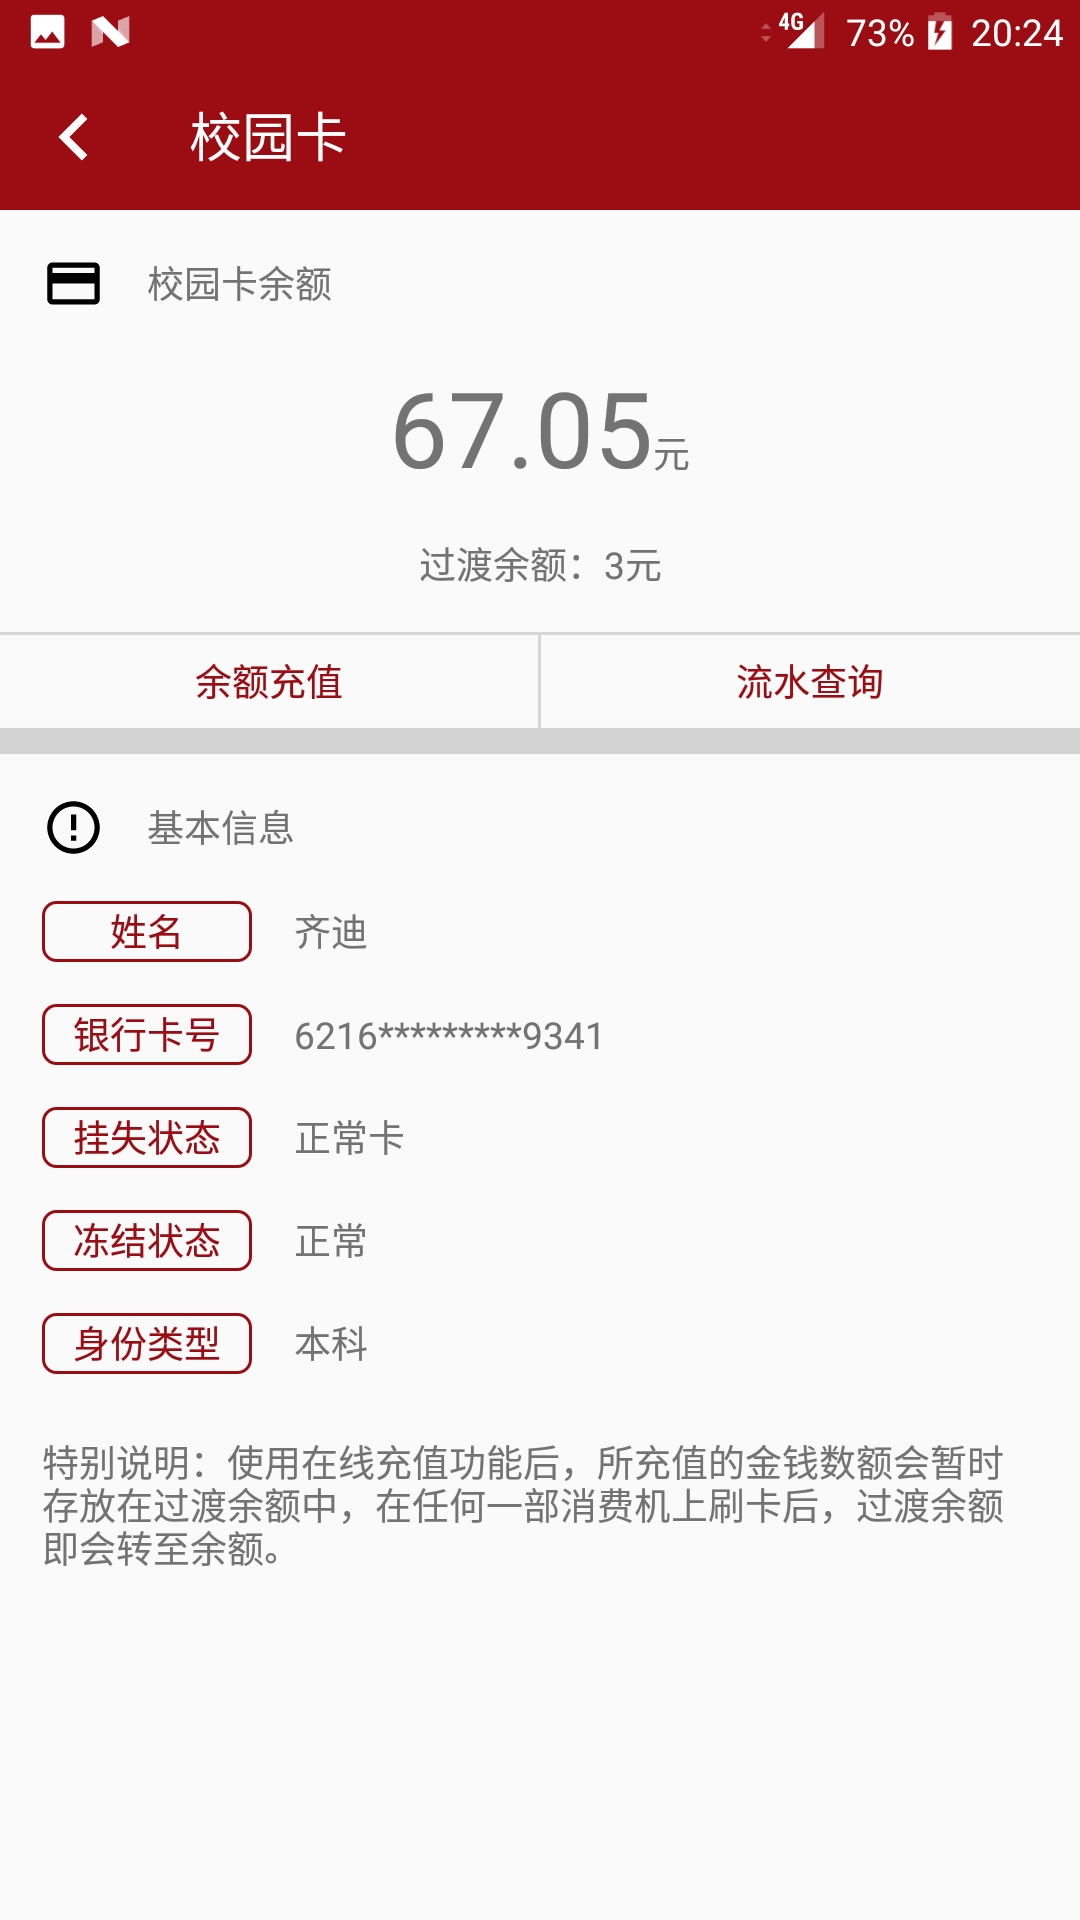 4G 73% 20:24
校园卡
校园卡余额
67.05元
过渡余额：3元
余额充值 流水查询
基本信息
姓名 齐迪
银行卡号 6216*********9341
挂失状态 正常卡
冻结状态 正常
身份类型 本科
特别说明：使用在线充值功能后，所充值的金钱数额会暂时
存放在过渡余额中，在任何一部消费机上刷卡后，过渡余额
即会转至余额。